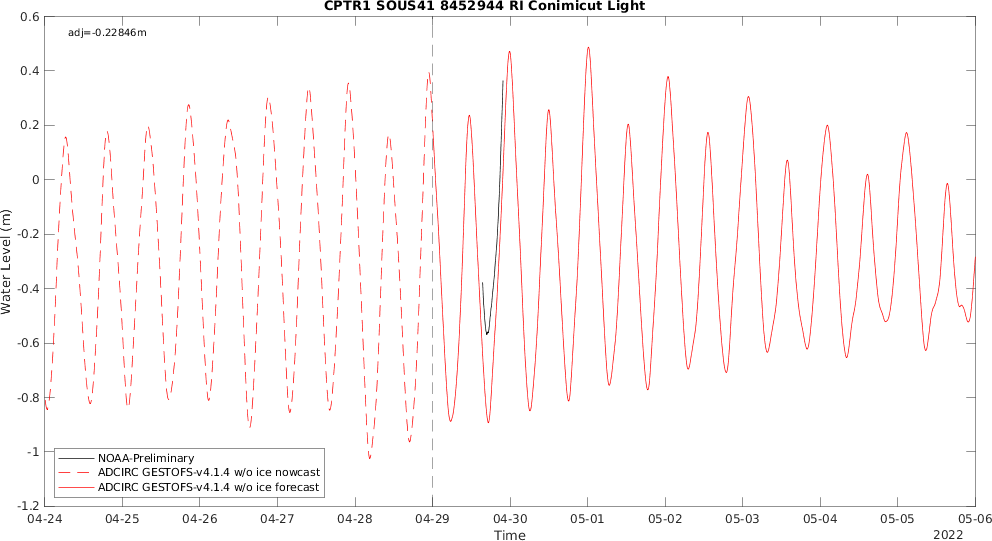 CPTR1 SOUS41 8452944 RI Conimicut Light
adj=-0.22846m
0.6
0.4
0.2
0
-0.2
-0.4
-0.6
-0.8
-1
-1.2
Water Level (m)
NOAA-Preliminary
ADCIRC GESTOFS-v4.1.4 w/o ice nowcast
ADCIRC GESTOFS-v4.1.4 w/o ice forecast
04-24 04-25 04-26 04-27 04-28 04-29 04-30 05-01 05-02 05-03 05-04 05-05 05-06
Time
2022